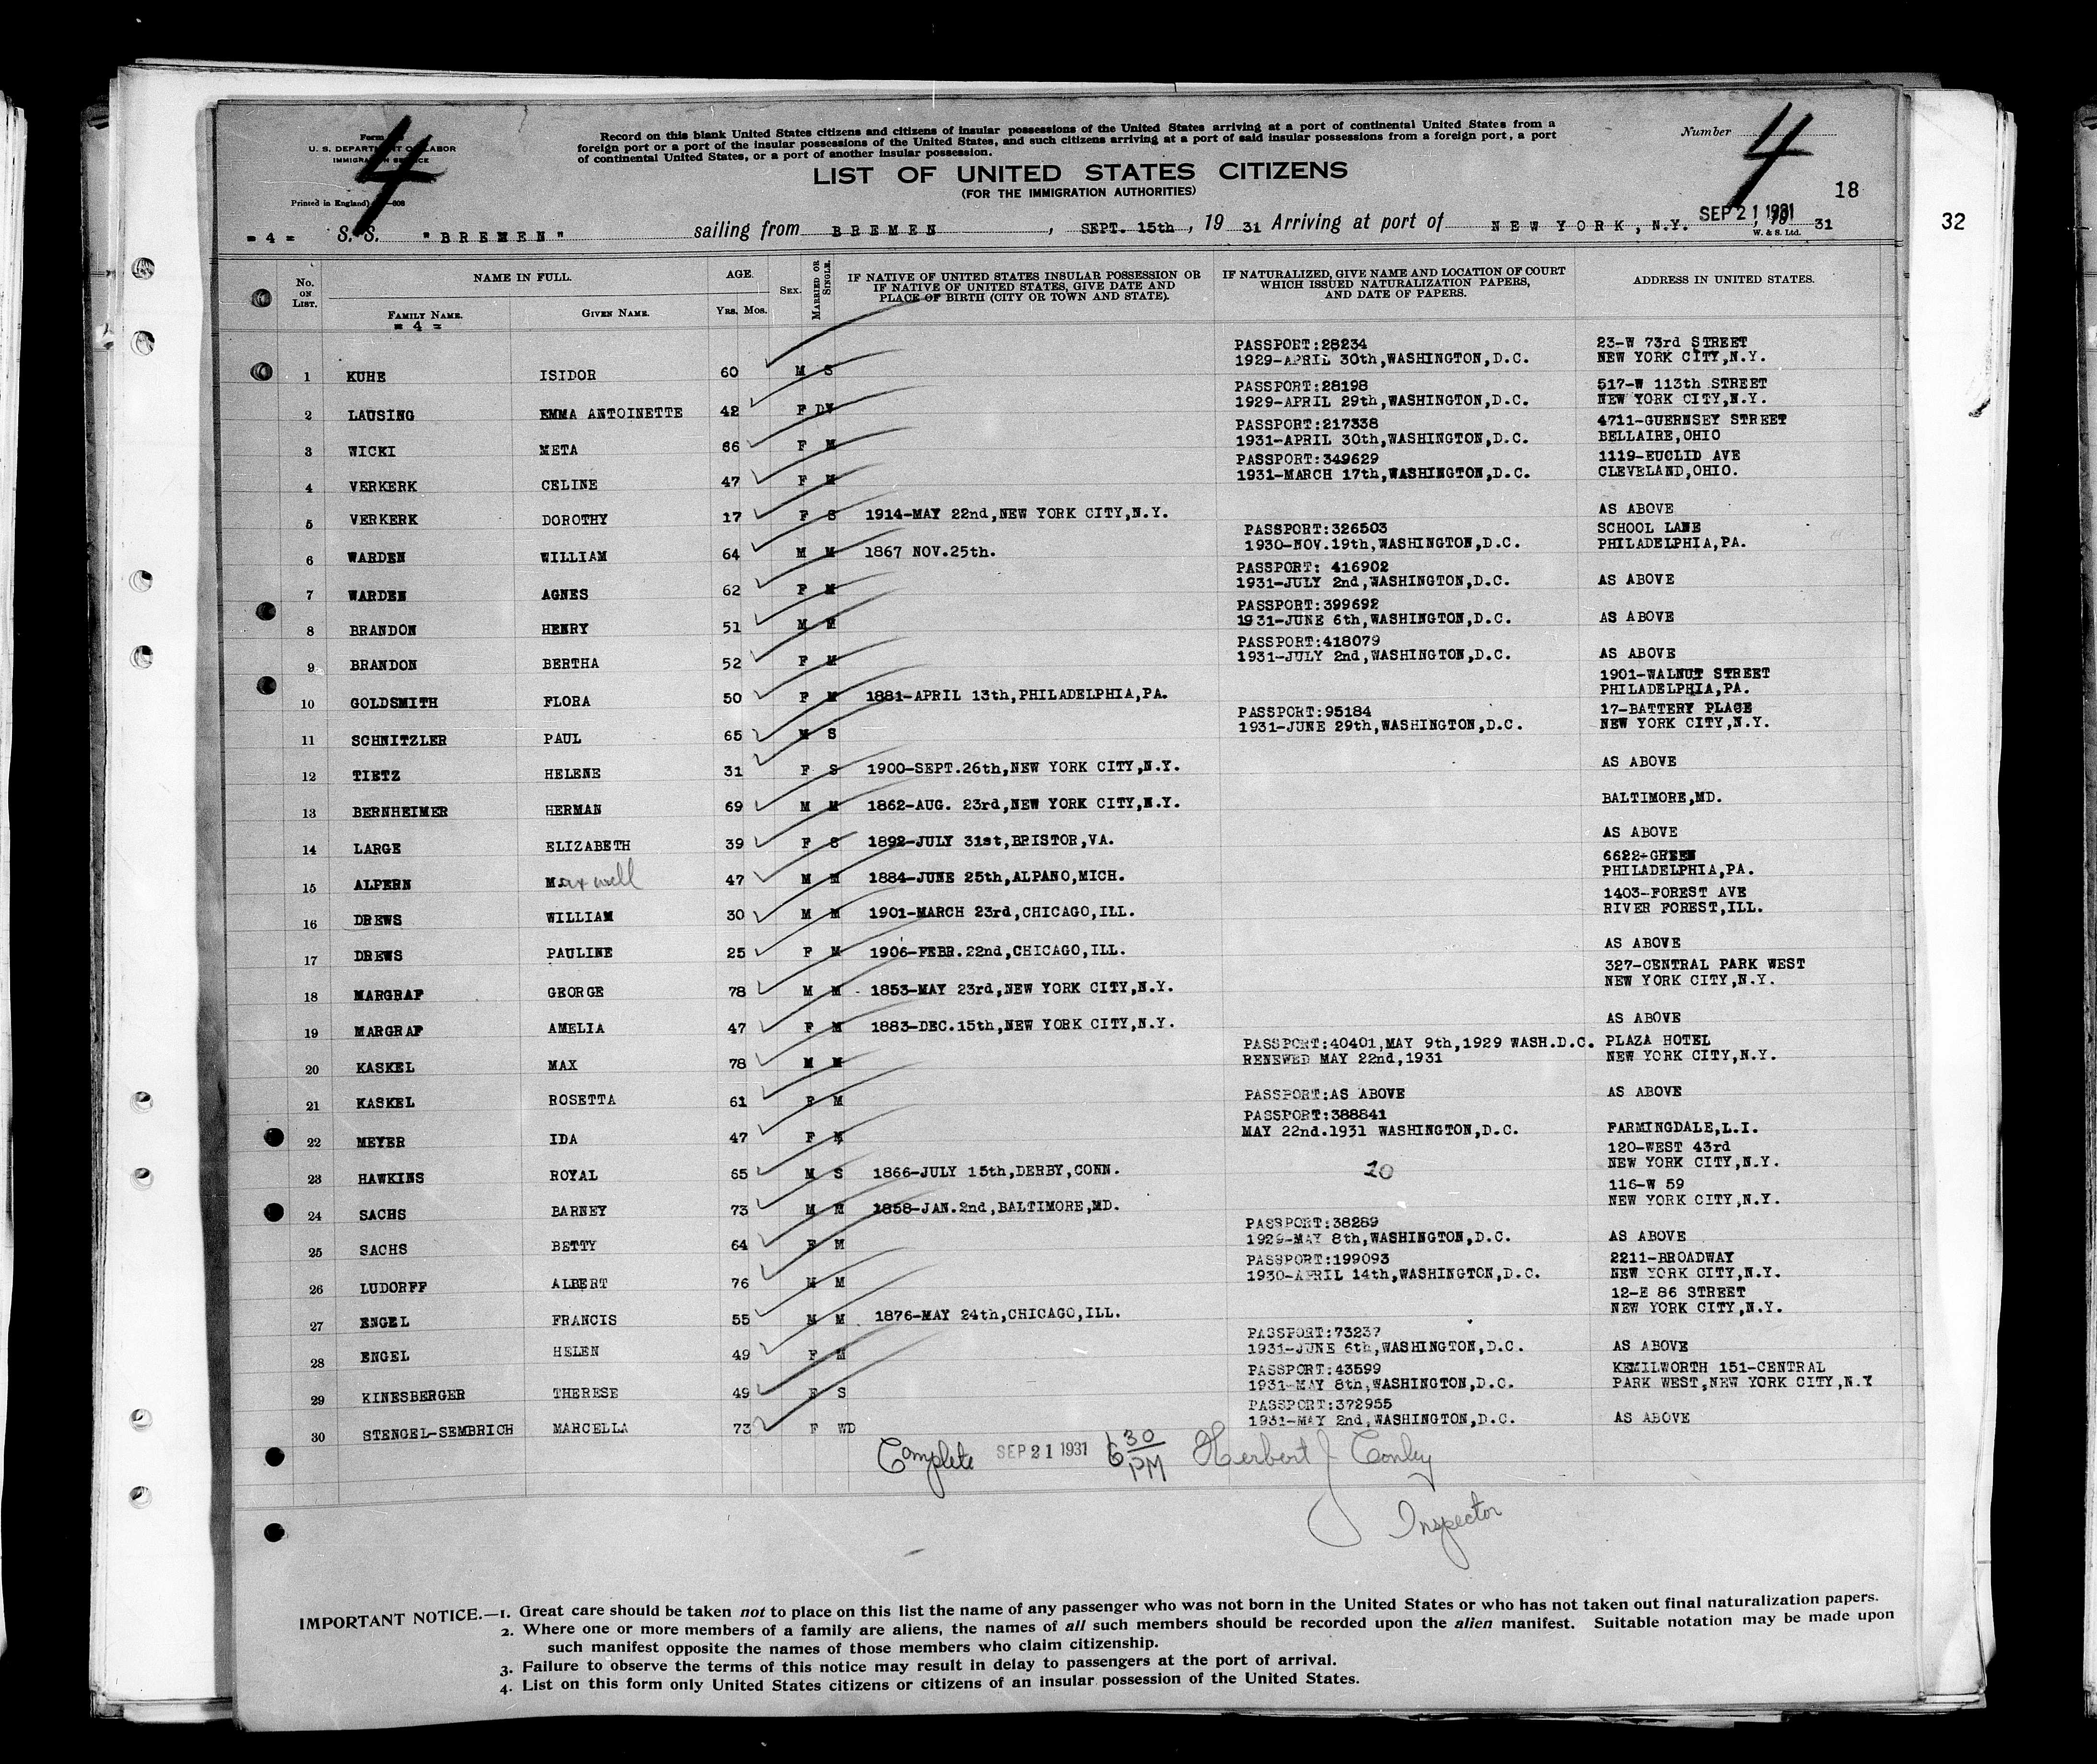 Form
U. S. DEPARTMENT OF LABOR
IMMIGRATION SERVICE
Printed in England)
4
Record on this blank United States citizens and citizens of insular possessions of the United States arriving at a port of continental United States from a
foreign port or a port of the insular possessions of the United States, and such citizens arriving at a port of said insular possessions from a foreign port, a port
of continental United States, or a port of another insular possession.
Number 4
LIST OF UNITED STATES CITIZENS
(FOR THE IMMIGRATION AUTHORITIES)
18
32
= 4 = S. S. "BREMEN" sailing from BREMEN, SEPT. 15th, 19 31 Arriving at port of NEW YORK, N.Y. SEP 21 1931, 19 31
W. & S. Ltd.
No. ON LIST. NAME IN FULL. AGE. SEX. MARRIED OR SINGLE. IF NATIVE OF UNITED STATES INSULAR POSSESSION OR IF NATIVE OF UNITED STATES, GIVE DATE AND PLACE OF BIRTH (CITY OR TOWN AND STATE). IF NATURALIZED, GIVE NAME AND LOCATION OF COURT WHICH ISSUED NATURALIZATION PAPERS, AND DATE OF PAPERS. ADDRESS IN UNITED STATES.
FAMILY NAME. GIVEN NAME. YRS. MOS.
= 4 =
PASSPORT:28234 23-W 73rd STREET
1 KUHE ISIDOR 60 M S 1929-APRIL 30th,WASHINGTON,D.C. NEW YORK CITY,N.Y.
PASSPORT:28198 517-W 113th STREET
2 LAUSING EMMA ANTOINETTE 42 F DV 1929-APRIL 29th,WASHINGTON,D.C. NEW YORK CITY,N.Y.
PASSPORT:217338 4711-GUERNSEY STREET
3 WICKI META 66 F M 1931-APRIL 30th,WASHINGTON,D.C. BELLAIRE,OHIO
PASSPORT:349629 1119-EUCLID AVE
4 VERKERK CELINE 47 F M 1931-MARCH 17th,WASHINGTON,D.C. CLEVELAND,OHIO.
5 VERKERK DOROTHY 17 F S 1914-MAY 22nd,NEW YORK CITY,N.Y. AS ABOVE
PASSPORT:326503 SCHOOL LANE
6 WARDEN WILLIAM 64 M M 1867 NOV.25th. 1930-NOV.19th,WASHINGTON,D.C. PHILADELPHIA,PA.
PASSPORT: 416902
7 WARDEN AGNES 62 F M 1931-JULY 2nd,WASHINGTON,D.C. AS ABOVE
PASSPORT:399692
8 BRANDON HENRY 51 M M 1931-JUNE 6th,WASHINGTON,D.C. AS ABOVE
PASSPORT:418079
9 BRANDON BERTHA 52 F M 1931-JULY 2nd,WASHINGTON,D.C. AS ABOVE
1901-WALNUT STREET
10 GOLDSMITH FLORA 50 F M 1881-APRIL 13th,PHILADELPHIA,PA. PHILADELPHIA,PA.
PASSPORT:95184 17-BATTERY PLACE
11 SCHNITZLER PAUL 65 M S 1931-JUNE 29th,WASHINGTON,D.C. NEW YORK CITY,N.Y.
12 TIETZ HELENE 31 F S 1900-SEPT.26th,NEW YORK CITY,N.Y. AS ABOVE
13 BERNHEIMER HERMAN 69 M M 1862-AUG. 23rd,NEW YORK CITY,N.Y. BALTIMORE,MD.
14 LARGE ELIZABETH 39 F S 1892-JULY 31st,BRISTOR,VA. AS ABOVE
6622-GREEN
15 ALPERN Maxwell 47 M M 1884-JUNE 25th,ALPANO,MICH. PHILADELPHIA,PA.
1403-FOREST AVE
16 DREWS WILLIAM 30 M M 1901-MARCH 23rd,CHICAGO,ILL. RIVER FOREST,ILL.
17 DREWS PAULINE 25 F M 1906-FEBR.22nd,CHICAGO,ILL. AS ABOVE
327-CENTRAL PARK WEST
18 MARGRAF GEORGE 78 M M 1853-MAY 23rd,NEW YORK CITY,N.Y. NEW YORK CITY,N.Y.
19 MARGRAF AMELIA 47 F M 1883-DEC.15th,NEW YORK CITY,N.Y. AS ABOVE
PASSPORT:40401,MAY 9th,1929 WASH.D.C. PLAZA HOTEL
20 KASKEL MAX 78 M M RENEWED MAY 22nd,1931 NEW YORK CITY,N.Y.
21 KASKEL ROSETTA 61 F M PASSPORT:AS ABOVE AS ABOVE
PASSPORT:388841
22 MEYER IDA 47 F M MAY 22nd.1931 WASHINGTON,D.C. FARMINGDALE,L.I.
120-WEST 43rd
23 HAWKINS ROYAL 65 M S 1866-JULY 15th,DERBY,CONN. 20 NEW YORK CITY,N.Y.
116-W 59
24 SACHS BARNEY 73 M M 1858-JAN.2nd,BALTIMORE,MD. NEW YORK CITY,N.Y.
PASSPORT:38289
25 SACHS BETTY 64 F M 1929-MAY 8th,WASHINGTON,D.C. AS ABOVE
PASSPORT:199093 2211-BROADWAY
26 LUDORFF ALBERT 76 M M 1930-APRIL 14th,WASHINGTON,D.C. NEW YORK CITY,N.Y.
12-E 86 STREET
27 ENGEL FRANCIS 55 M M 1876-MAY 24th,CHICAGO,ILL. NEW YORK CITY,N.Y.
PASSPORT:73237
28 ENGEL HELEN 49 F M 1931-JUNE 6th,WASHINGTON,D.C. AS ABOVE
PASSPORT:43599 KEMILWORTH 151-CENTRAL
29 KINESBERGER THERESE 49 F S 1931-MAY 8th,WASHINGTON,D.C. PARK WEST,NEW YORK CITY,N.Y
PASSPORT:372955
30 STENGEL-SEMBRICH MARCELLA 73 F WD 1931-MAY 2nd,WASHINGTON,D.C. AS ABOVE
Complete SEP 21 1931 6 30 PM Herbert J Conley
Inspector
IMPORTANT NOTICE.—1. Great care should be taken not to place on this list the name of any passenger who was not born in the United States or who has not taken out final naturalization papers.
2. Where one or more members of a family are aliens, the names of all such members should be recorded upon the alien manifest. Suitable notation may be made upon
such manifest opposite the names of those members who claim citizenship.
3. Failure to observe the terms of this notice may result in delay to passengers at the port of arrival.
4. List on this form only United States citizens or citizens of an insular possession of the United States.